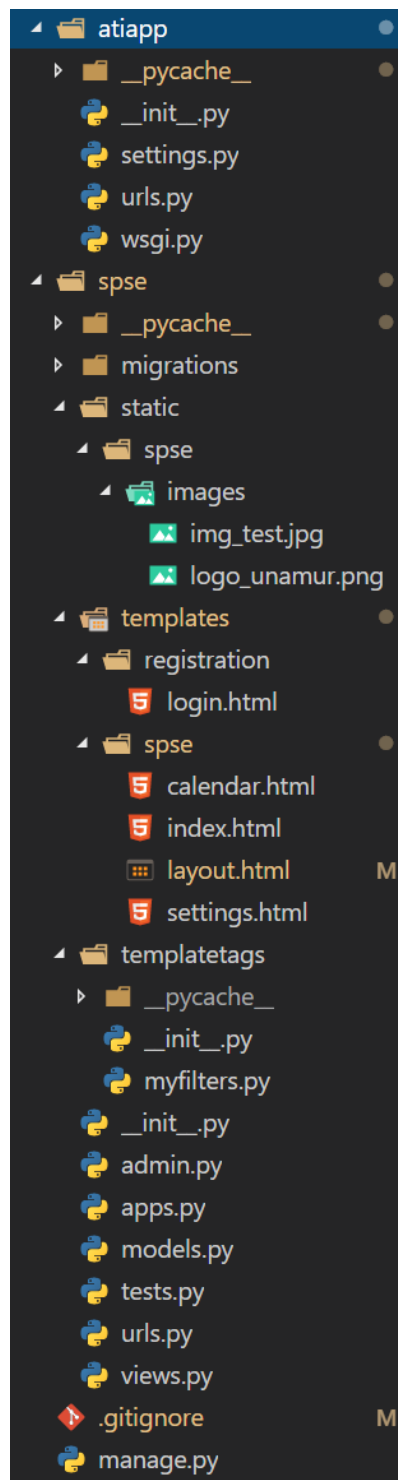 atiapp
__pycache__
__init__.py
settings.py
urls.py
wsgi.py
spse
__pycache__
migrations
static
spse
images
img_test.jpg
logo_unamur.png
templates
registration
login.html
spse
calendar.html
index.html
layout.html M
settings.html
templatetags
__pycache__
__init__.py
myfilters.py
__init__.py
admin.py
apps.py
models.py
tests.py
urls.py
views.py
.gitignore M
manage.py